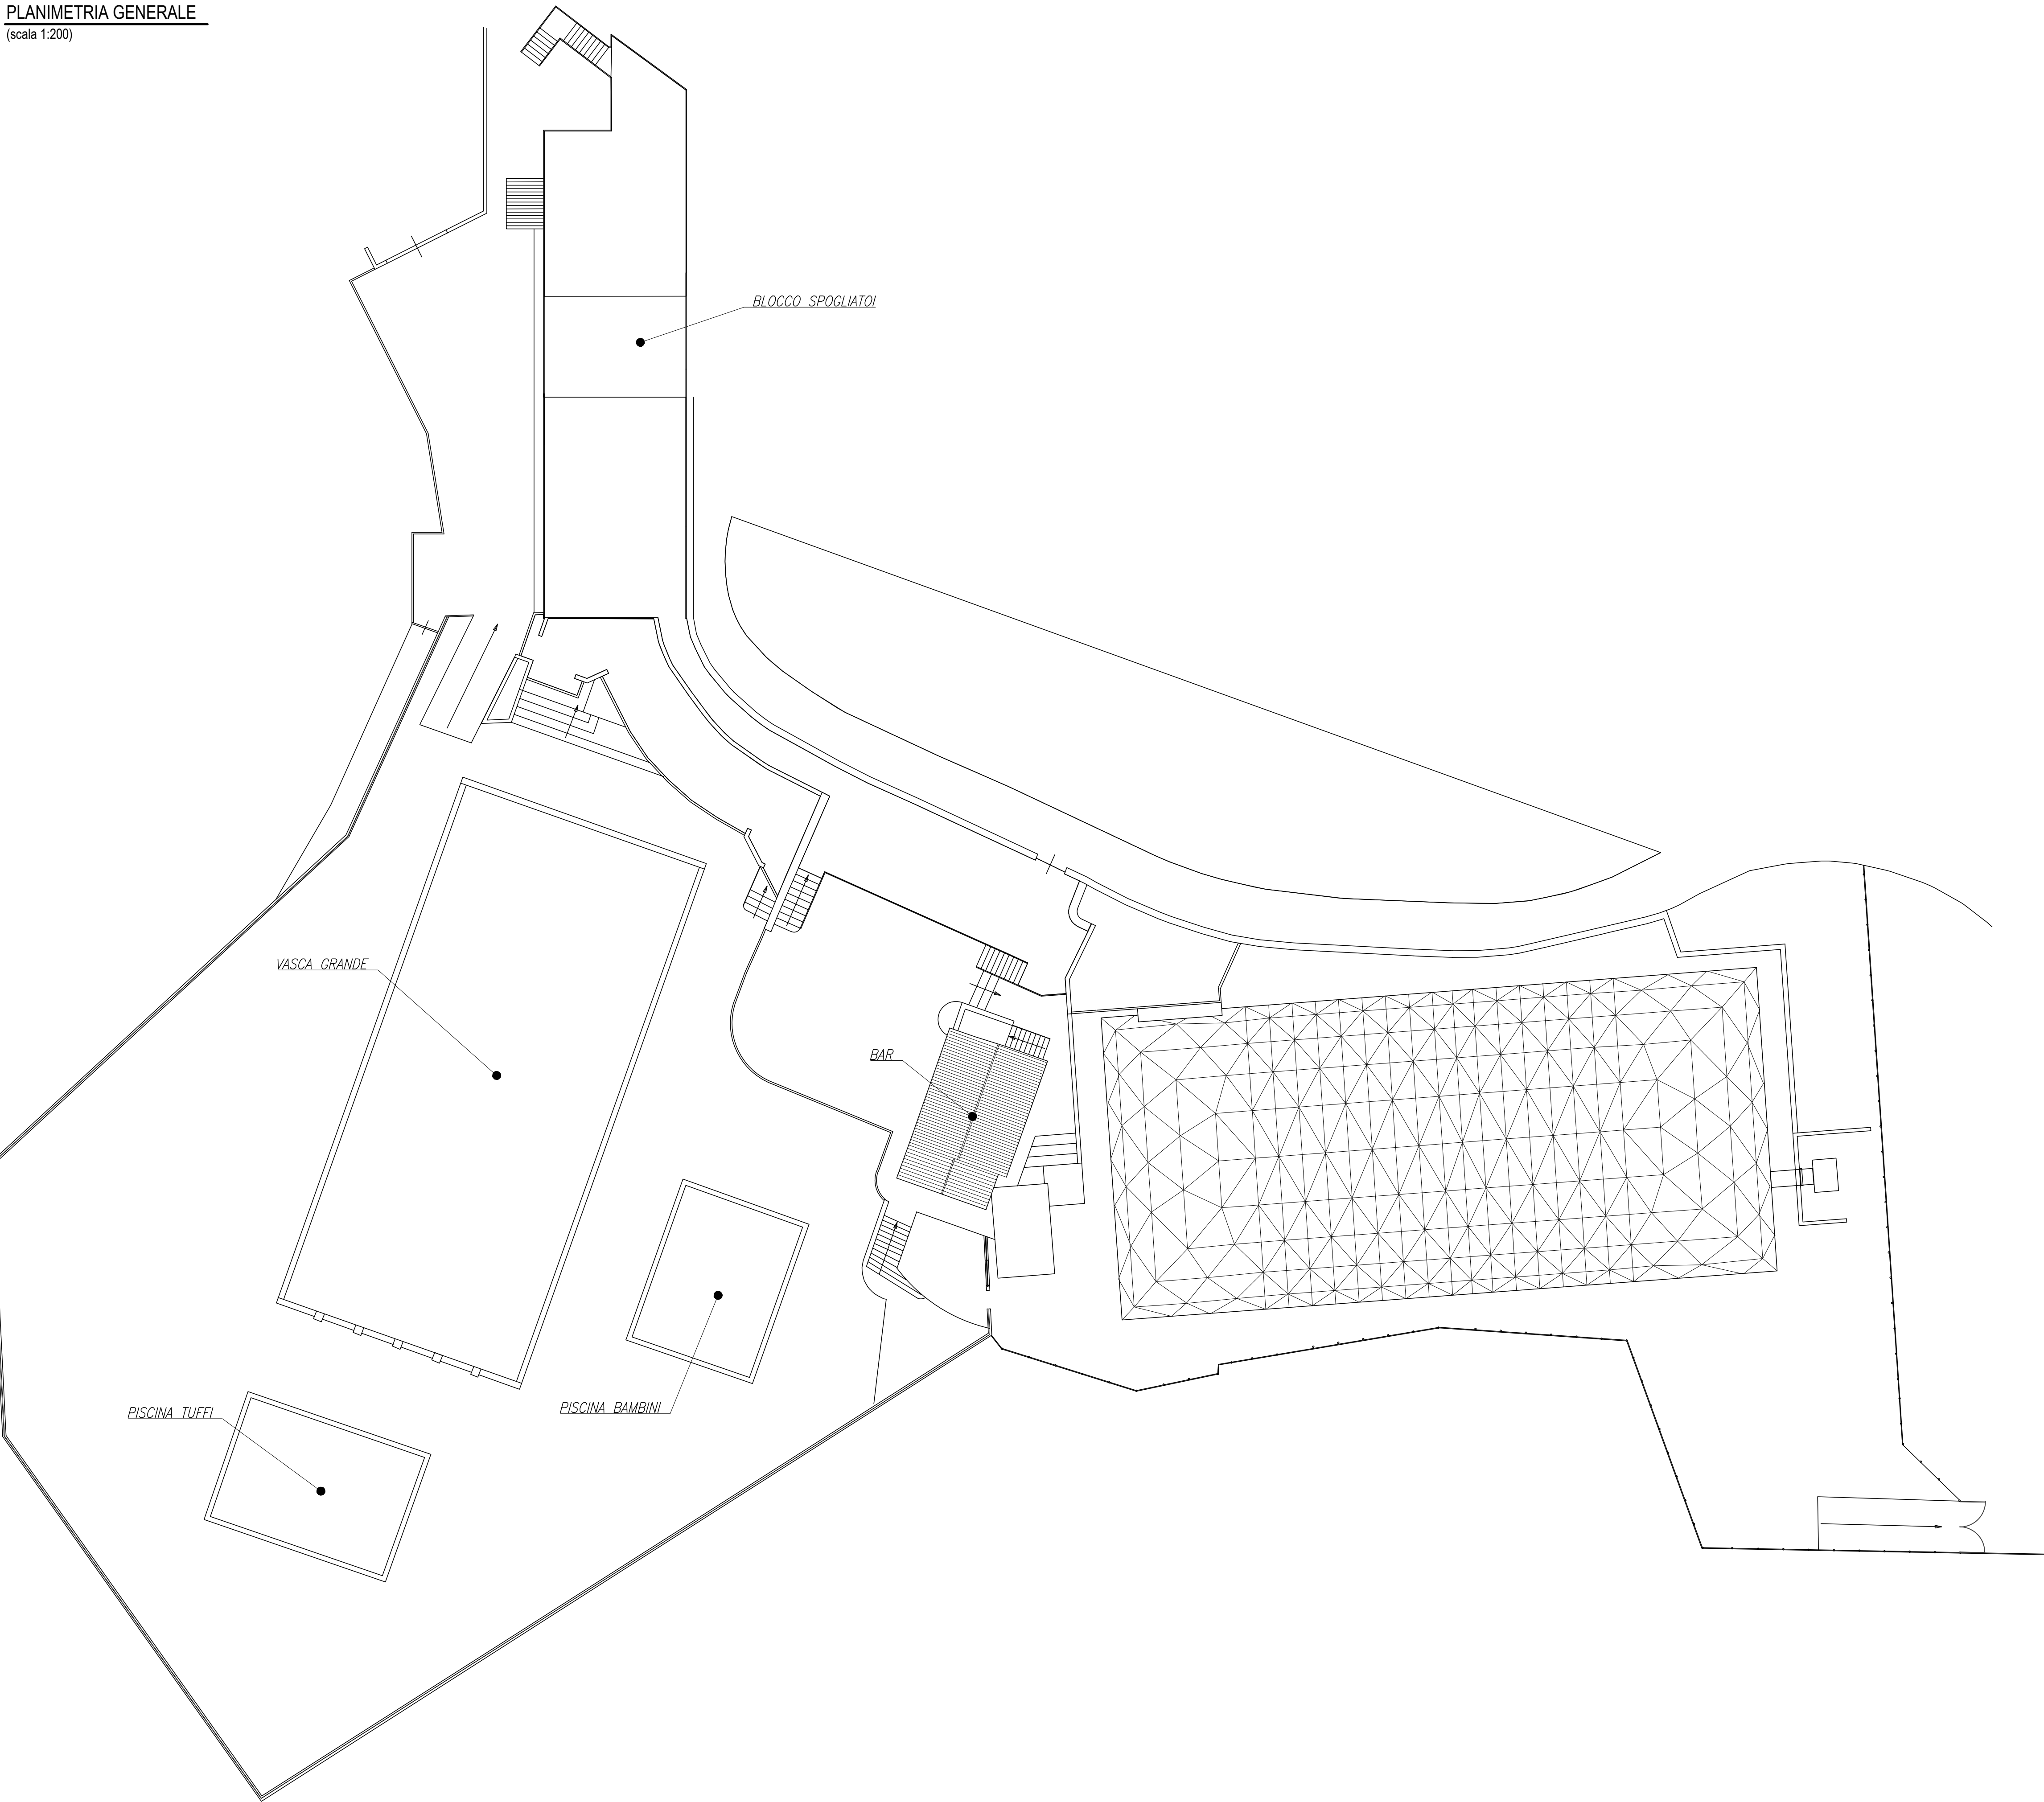 PLANIMETRIA GENERALE
(scala 1:200)
BLOCCO SPOGLIATOI
VASCA GRANDE
BAR
PISCINA TUFFI
PISCINA BAMBINI